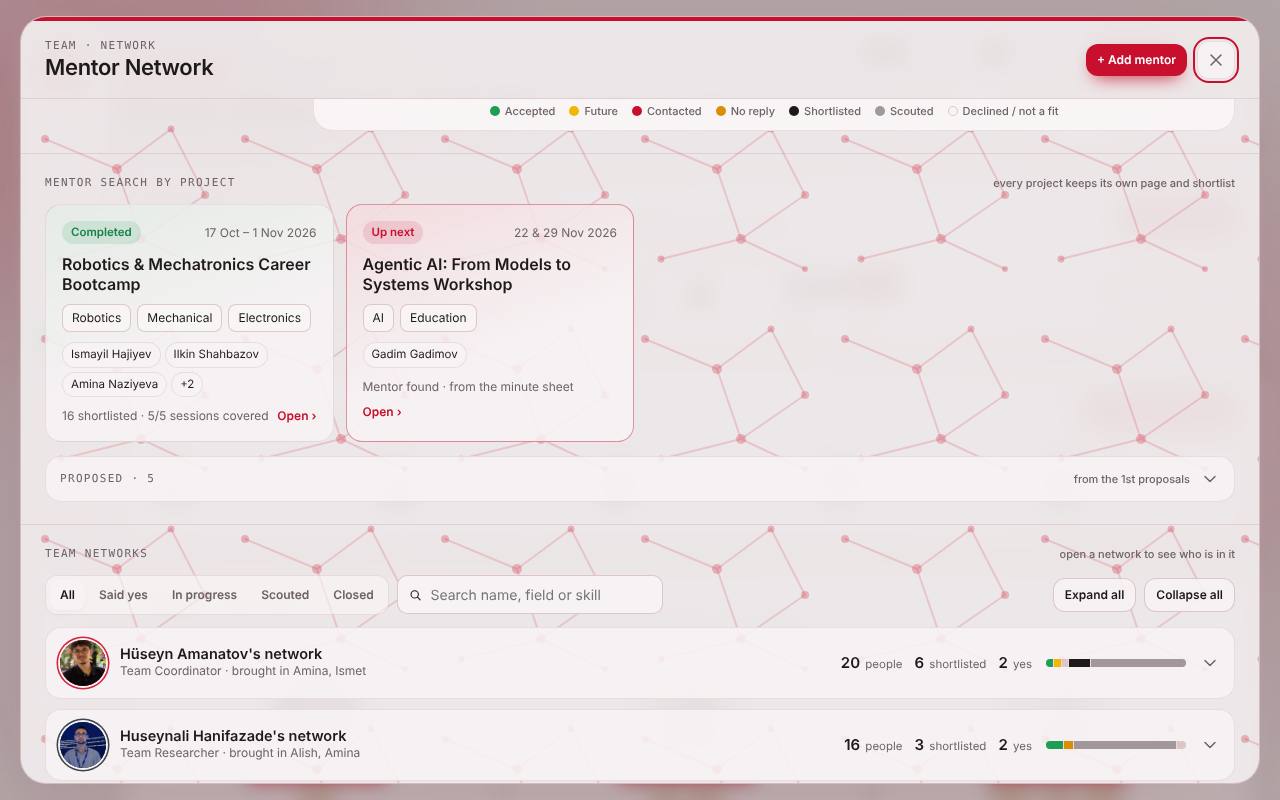 TEAM · NETWORK
Mentor Network
+ Add mentor
Accepted
Future
Contacted
No reply
Shortlisted
Scouted
Declined / not a fit
MENTOR SEARCH BY PROJECT
every project keeps its own page and shortlist
Completed
17 Oct – 1 Nov 2026
Robotics & Mechatronics Career
Bootcamp
Robotics
Mechanical
Electronics
Ismayil Hajiyev
Ilkin Shahbazov
Amina Naziyeva
+2
16 shortlisted · 5/5 sessions covered
Open ›
Up next
22 & 29 Nov 2026
Agentic AI: From Models to
Systems Workshop
AI
Education
Gadim Gadimov
Mentor found · from the minute sheet
Open ›
PROPOSED · 5
from the 1st proposals
TEAM NETWORKS
open a network to see who is in it
All
Said yes
In progress
Scouted
Closed
Search name, field or skill
Expand all
Collapse all
Hüseyn Amanatov's network
Team Coordinator · brought in Amina, Ismet
20 people
6 shortlisted
2 yes
Huseynali Hanifazade's network
Team Researcher · brought in Alish, Amina
16 people
3 shortlisted
2 yes